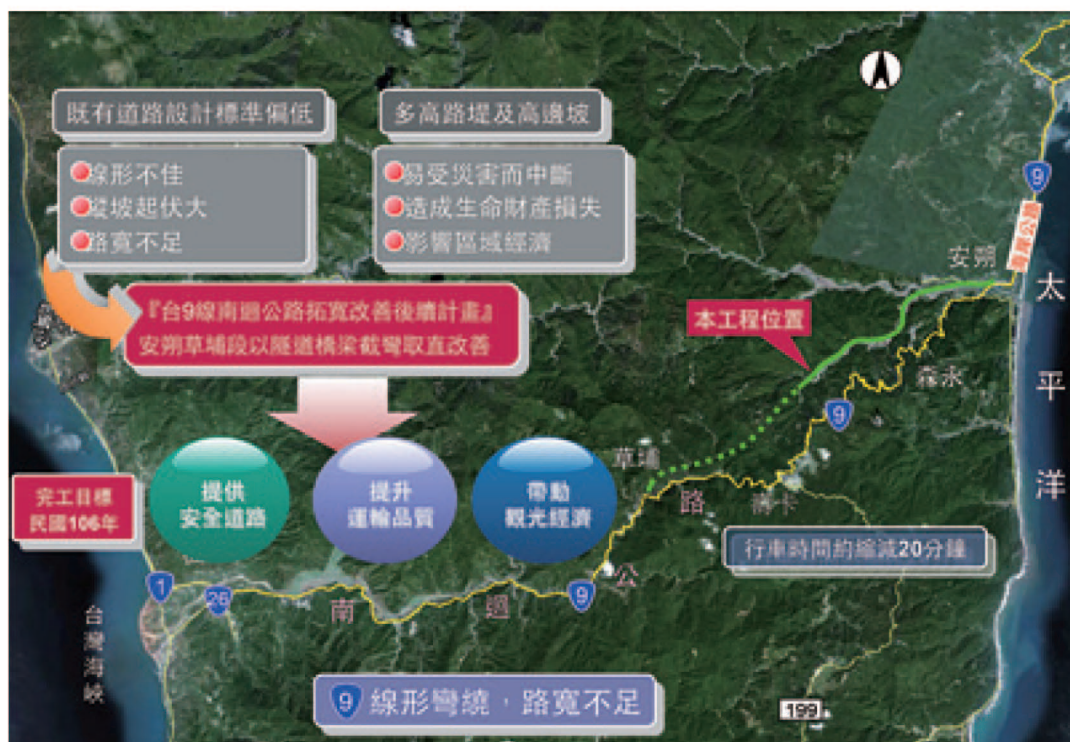 既有道路設計標準偏低
線形不佳
縱坡起伏大
路寬不足
多高路堤及高邊坡
易受災害而中斷
造成生命財產損失
影響區域經濟
『台9線南迴公路拓寬改善後續計畫』
安朔草埔段以隧道橋梁截彎取直改善
提供
安全道路
提升
運輸品質
帶動
觀光經濟
完工目標
民國106年
本工程位置
安朔
9
太平洋
森永
9
草埔
壽卡
行車時間約縮減20分鐘
南迴公路
9
1
26
台灣海峽
199
9 線形彎繞，路寬不足